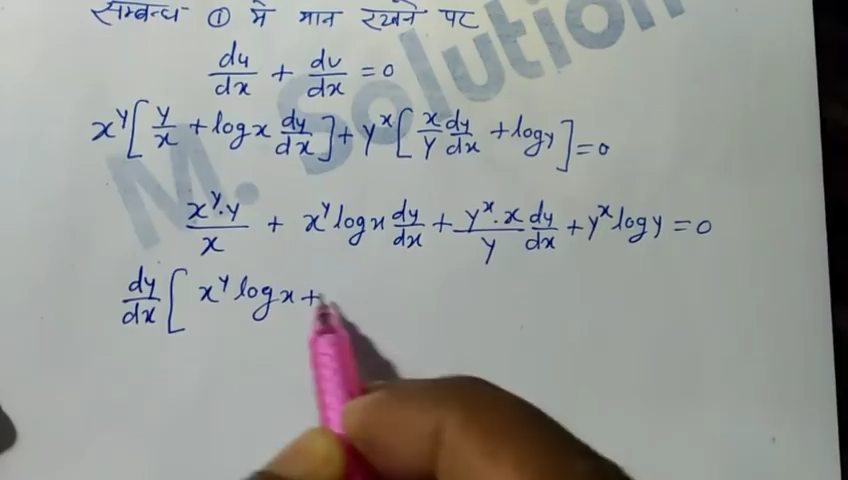 सम्बन्ध ① मे मान रखने पट
du/dx + dv/dx = 0
x^y [ y/x + log x dy/dx ] + y^x [ x/y dy/dx + log y ] = 0
x^y · y / x + x^y log x dy/dx + y^x · x / y dy/dx + y^x log y = 0
dy/dx [ x^y log x +
M. Solution